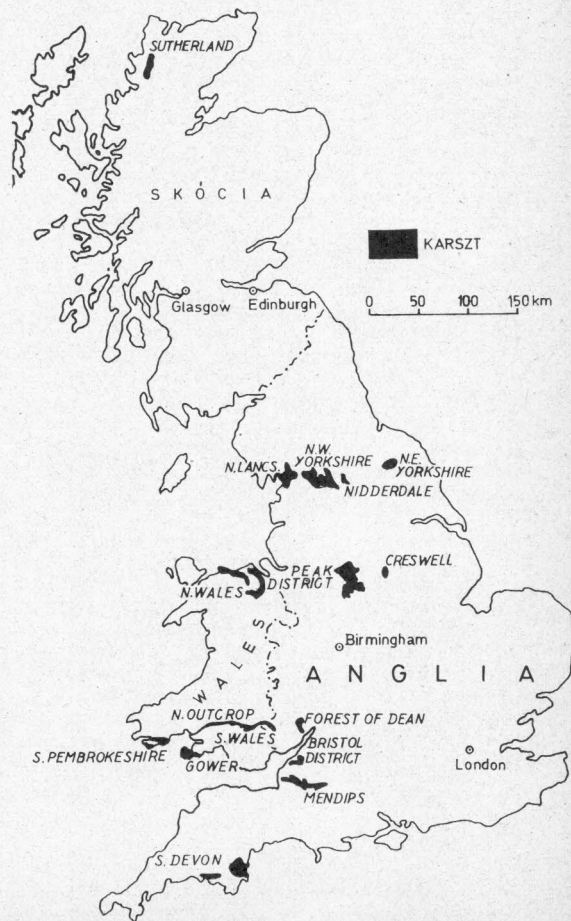 SUTHERLAND
SKÓCIA
KARSZT
0 50 100 150 km
Glasgow
Edinburgh
N.LANCS.
N.W.
YORKSHIRE
N.E.
YORKSHIRE
NIDDERDALE
N.WALES
PEAK
DISTRICT
CRESWELL
Birmingham
WALES
ANGLIA
N.OUTCROP
S.WALES
FOREST OF DEAN
S.PEMBROKESHIRE
GOWER
BRISTOL
DISTRICT
London
MENDIPS
S.DEVON